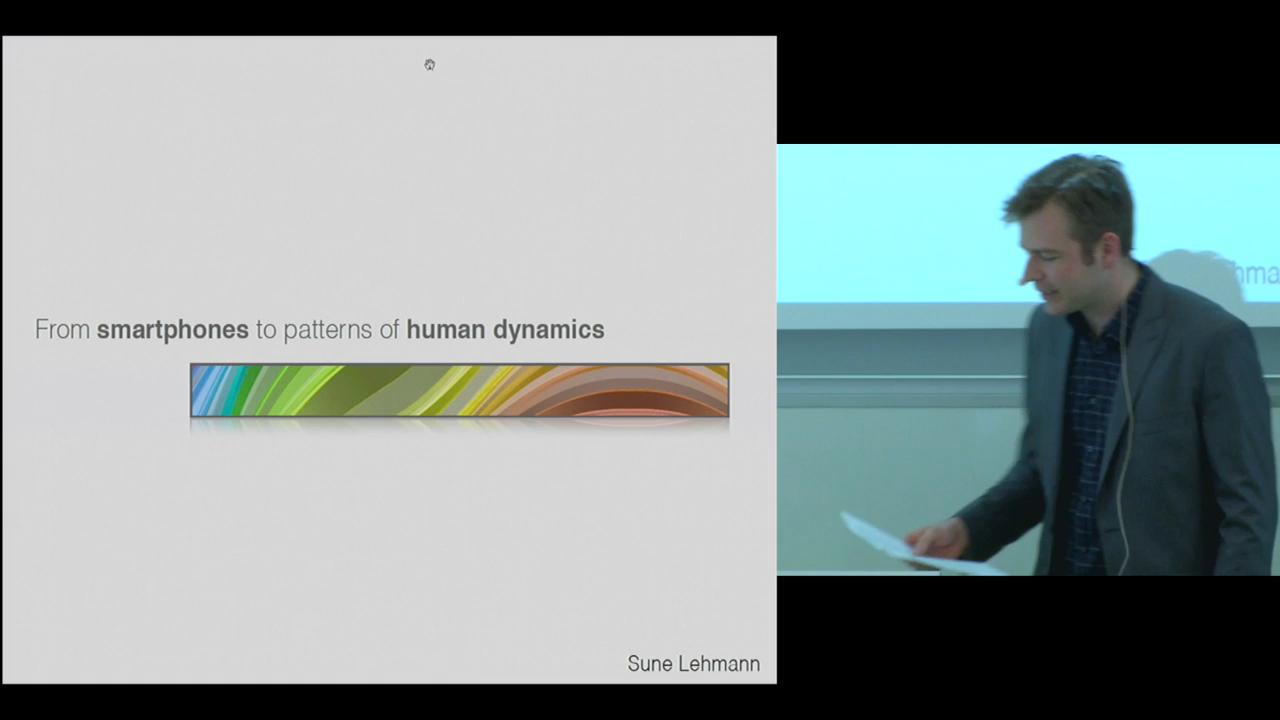 From smartphones to patterns of human dynamics
Sune Lehmann